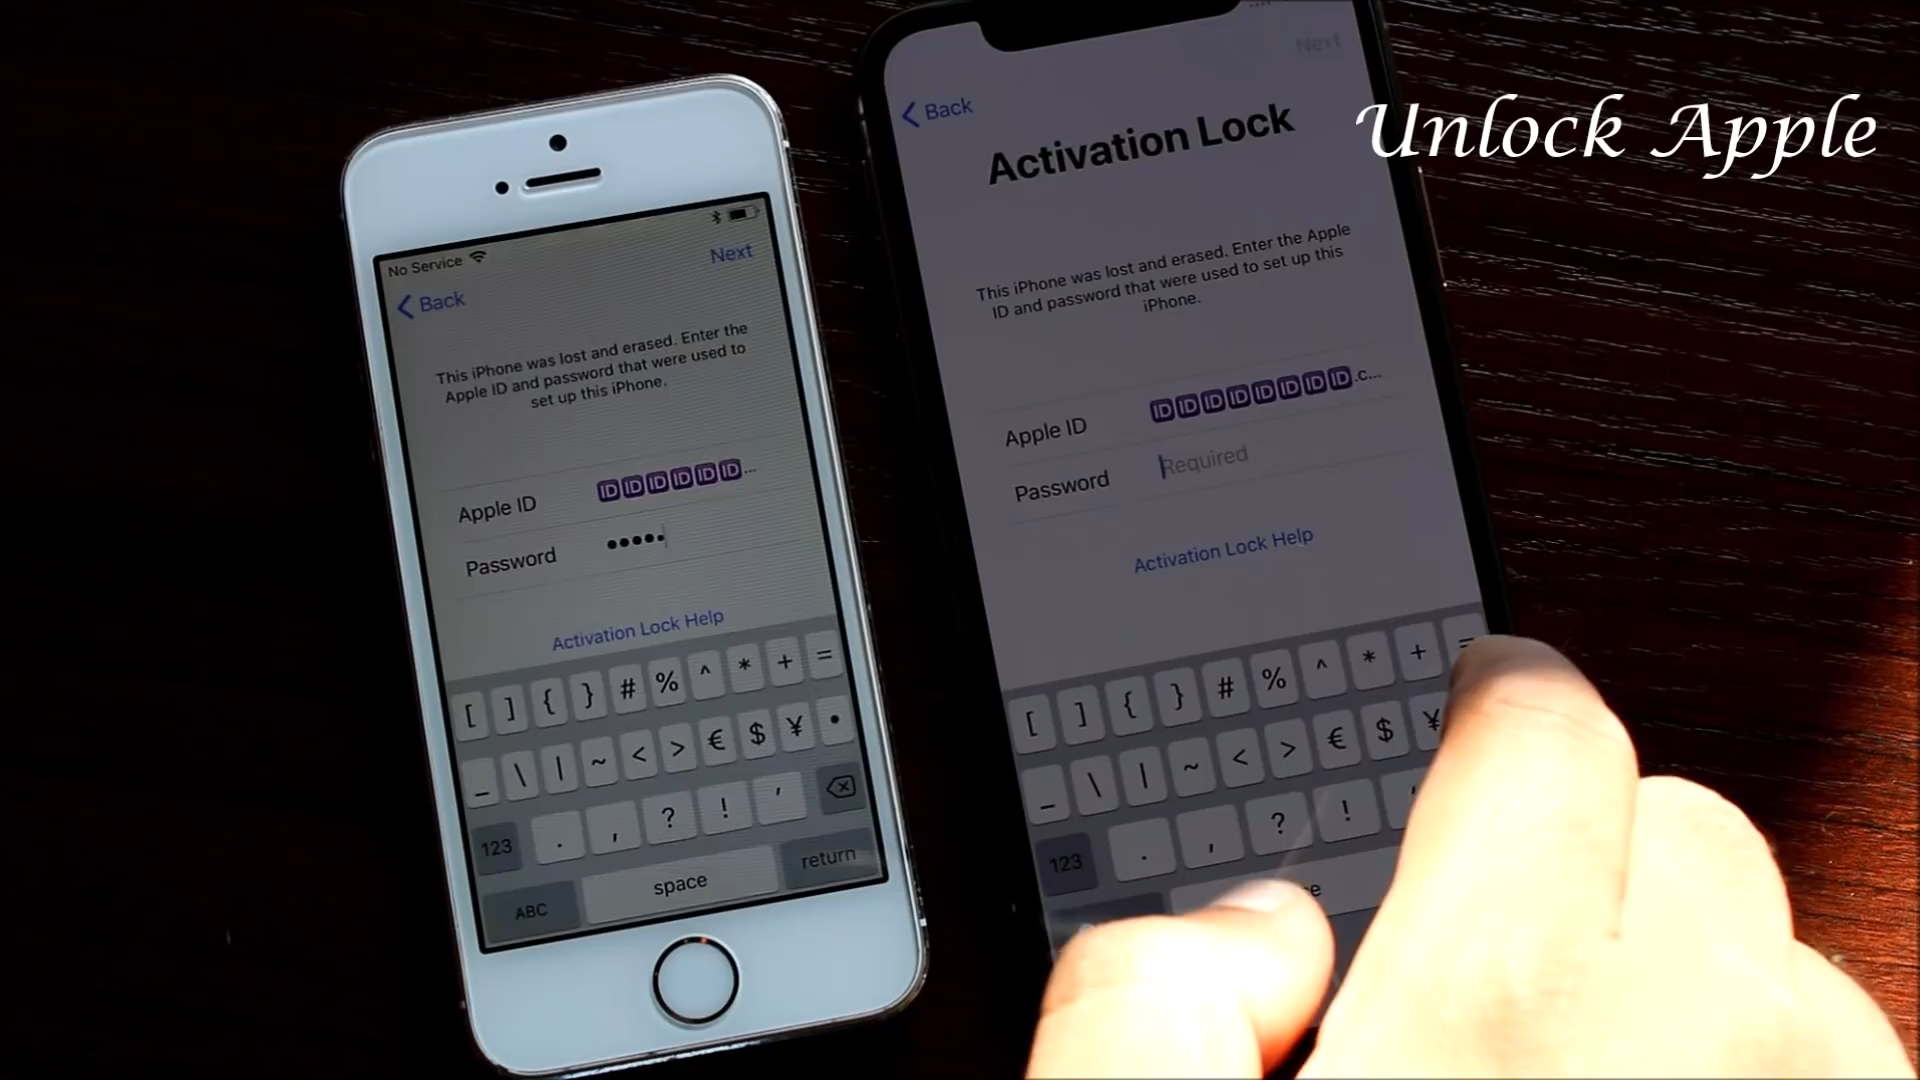 Unlock Apple
No Service
Next
Back
This iPhone was lost and erased. Enter the
Apple ID and password that were used to
set up this iPhone.
Apple ID 🆔🆔🆔🆔🆔🆔...
Password •••••
Activation Lock Help
[ ] { } # % ^ * + =
_ \ | ~ < > € $ ¥ •
123 . , ? ! '
ABC space return
Next
Back
Activation Lock
This iPhone was lost and erased. Enter the Apple
ID and password that were used to set up this
iPhone.
Apple ID 🆔🆔🆔🆔🆔🆔🆔🆔.c...
Password Required
Activation Lock Help
[ ] { } # % ^ * + =
_ \ | ~ < > € $ ¥
123 . , ? ! '